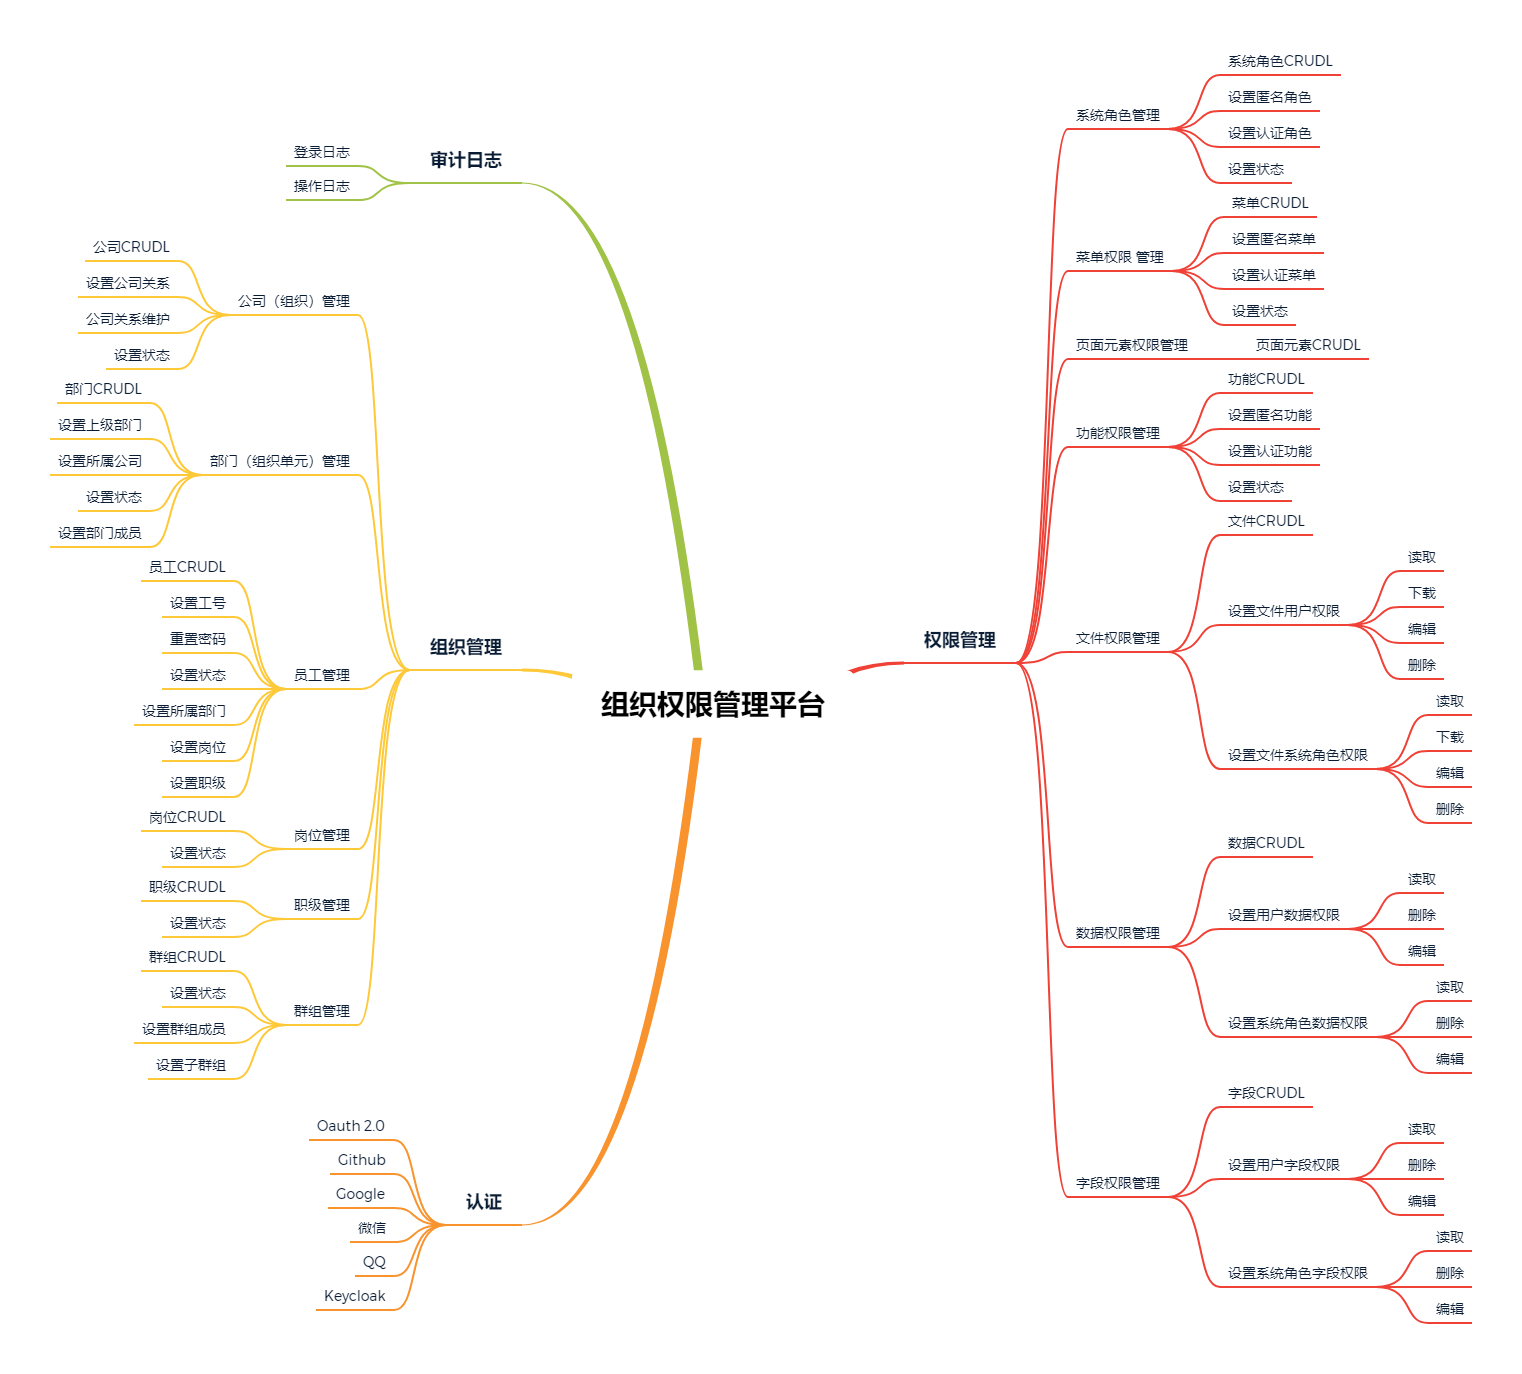 组织权限管理平台
审计日志
登录日志
操作日志
组织管理
公司（组织）管理
公司CRUDL
设置公司关系
公司关系维护
设置状态
部门（组织单元）管理
部门CRUDL
设置上级部门
设置所属公司
设置状态
设置部门成员
员工管理
员工CRUDL
设置工号
重置密码
设置状态
设置所属部门
设置岗位
设置职级
岗位管理
岗位CRUDL
设置状态
职级管理
职级CRUDL
设置状态
群组管理
群组CRUDL
设置状态
设置群组成员
设置子群组
认证
Oauth 2.0
Github
Google
微信
QQ
Keycloak
权限管理
系统角色管理
系统角色CRUDL
设置匿名角色
设置认证角色
设置状态
菜单权限 管理
菜单CRUDL
设置匿名菜单
设置认证菜单
设置状态
页面元素权限管理
页面元素CRUDL
功能权限管理
功能CRUDL
设置匿名功能
设置认证功能
设置状态
文件权限管理
文件CRUDL
设置文件用户权限
读取
下载
编辑
删除
设置文件系统角色权限
读取
下载
编辑
删除
数据权限管理
数据CRUDL
设置用户数据权限
读取
删除
编辑
设置系统角色数据权限
读取
删除
编辑
字段权限管理
字段CRUDL
设置用户字段权限
读取
删除
编辑
设置系统角色字段权限
读取
删除
编辑